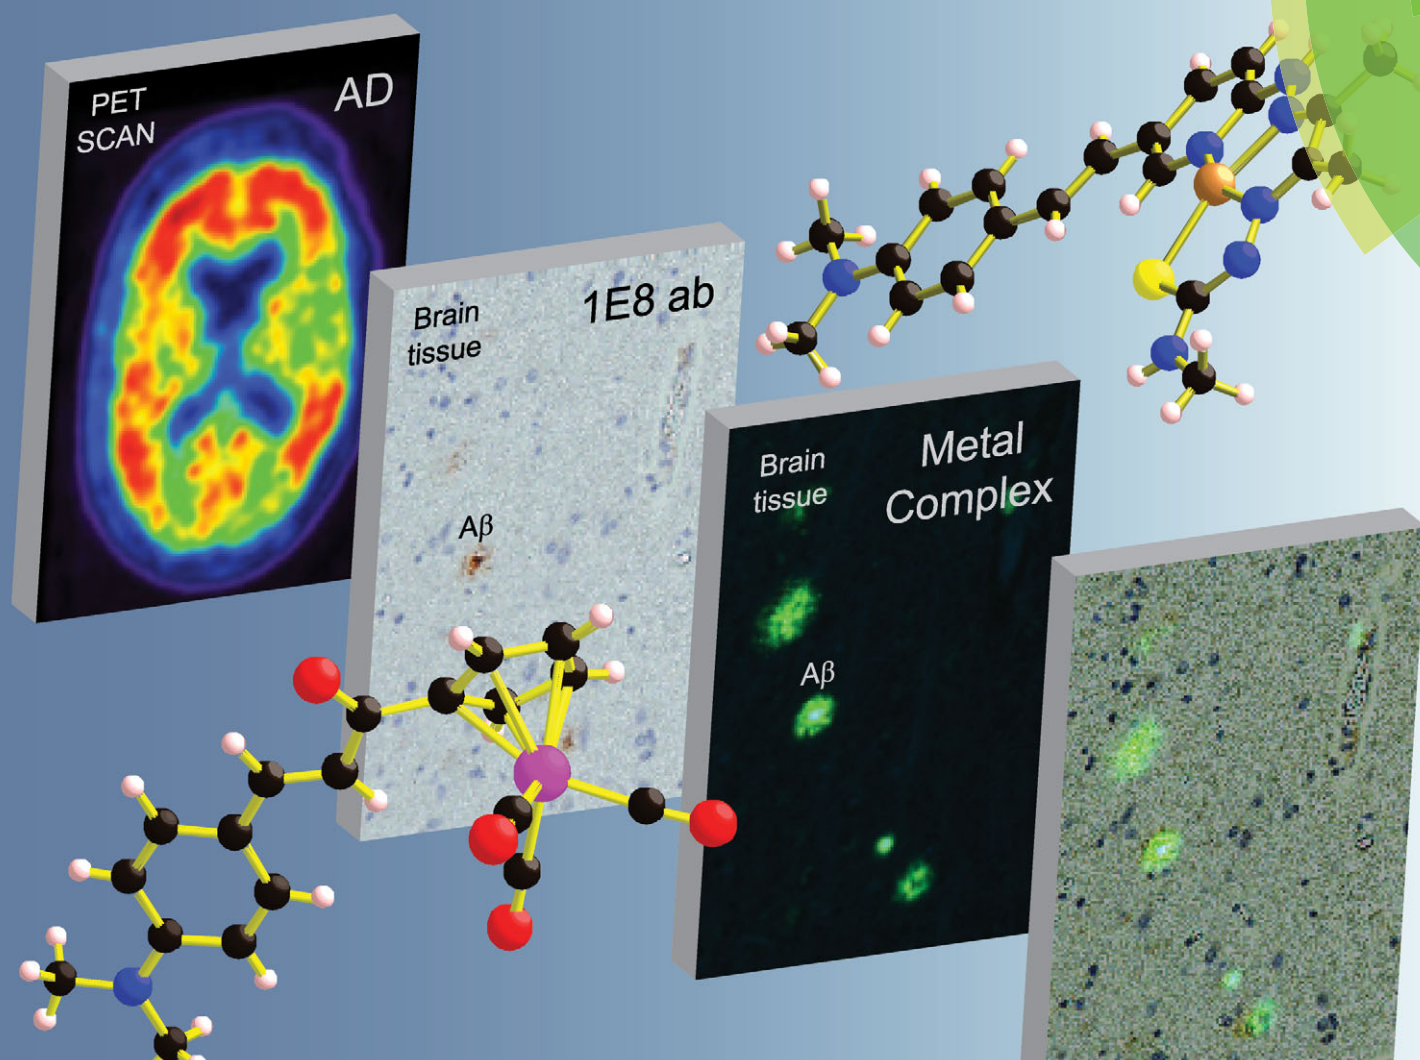 PET
SCAN
AD
Brain
tissue
1E8 ab
Aβ
Brain
tissue
Metal
Complex
Aβ